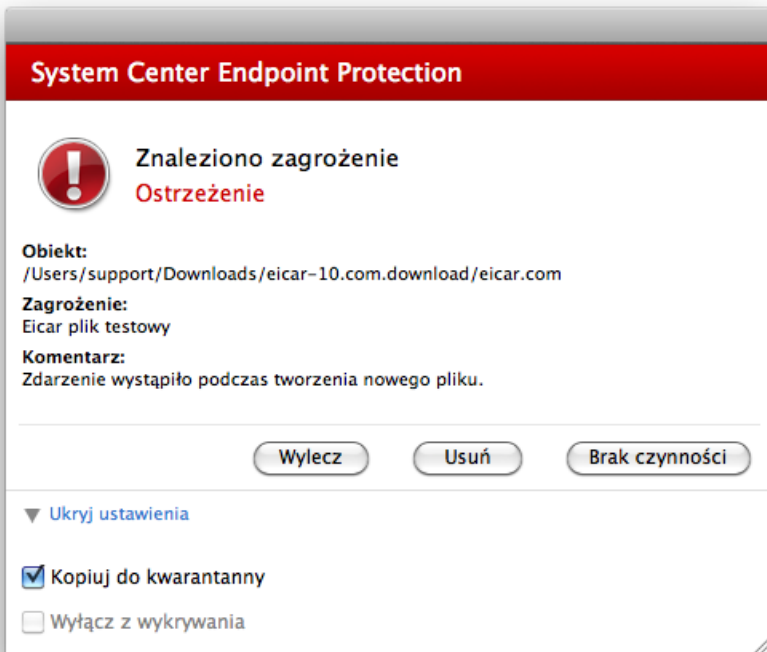 System Center Endpoint Protection
Znaleziono zagrożenie
Ostrzeżenie
Obiekt:
/Users/support/Downloads/eicar-10.com.download/eicar.com
Zagrożenie:
Eicar plik testowy
Komentarz:
Zdarzenie wystąpiło podczas tworzenia nowego pliku.
Wylecz Usuń Brak czynności
Ukryj ustawienia
Kopiuj do kwarantanny
Wyłącz z wykrywania